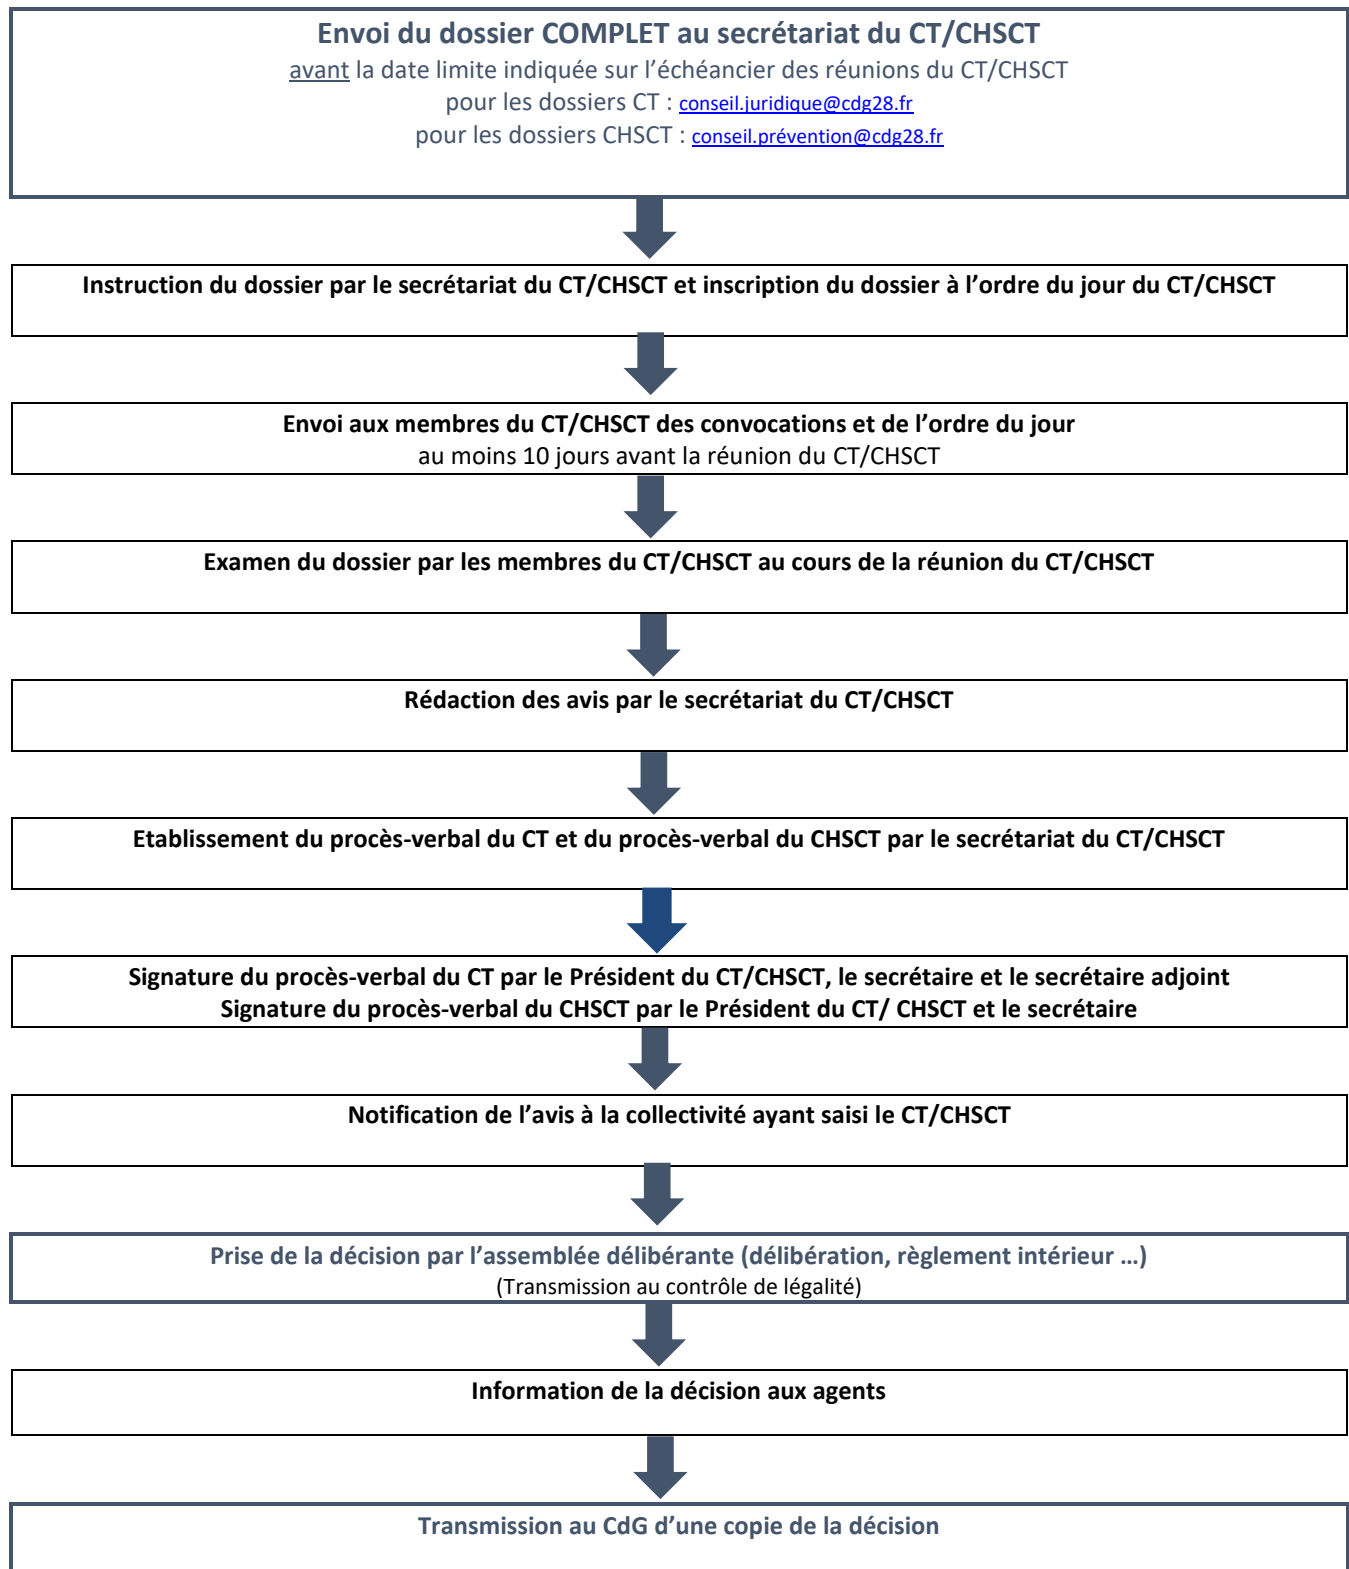 Envoi du dossier COMPLET au secrétariat du CT/CHSCT
avant la date limite indiquée sur l’échéancier des réunions du CT/CHSCT
pour les dossiers CT : conseil.juridique@cdg28.fr
pour les dossiers CHSCT : conseil.prévention@cdg28.fr
Instruction du dossier par le secrétariat du CT/CHSCT et inscription du dossier à l’ordre du jour du CT/CHSCT
Envoi aux membres du CT/CHSCT des convocations et de l’ordre du jour
au moins 10 jours avant la réunion du CT/CHSCT
Examen du dossier par les membres du CT/CHSCT au cours de la réunion du CT/CHSCT
Rédaction des avis par le secrétariat du CT/CHSCT
Etablissement du procès-verbal du CT et du procès-verbal du CHSCT par le secrétariat du CT/CHSCT
Signature du procès-verbal du CT par le Président du CT/CHSCT, le secrétaire et le secrétaire adjoint
Signature du procès-verbal du CHSCT par le Président du CT/ CHSCT et le secrétaire
Notification de l’avis à la collectivité ayant saisi le CT/CHSCT
Prise de la décision par l’assemblée délibérante (délibération, règlement intérieur …)
(Transmission au contrôle de légalité)
Information de la décision aux agents
Transmission au CdG d’une copie de la décision